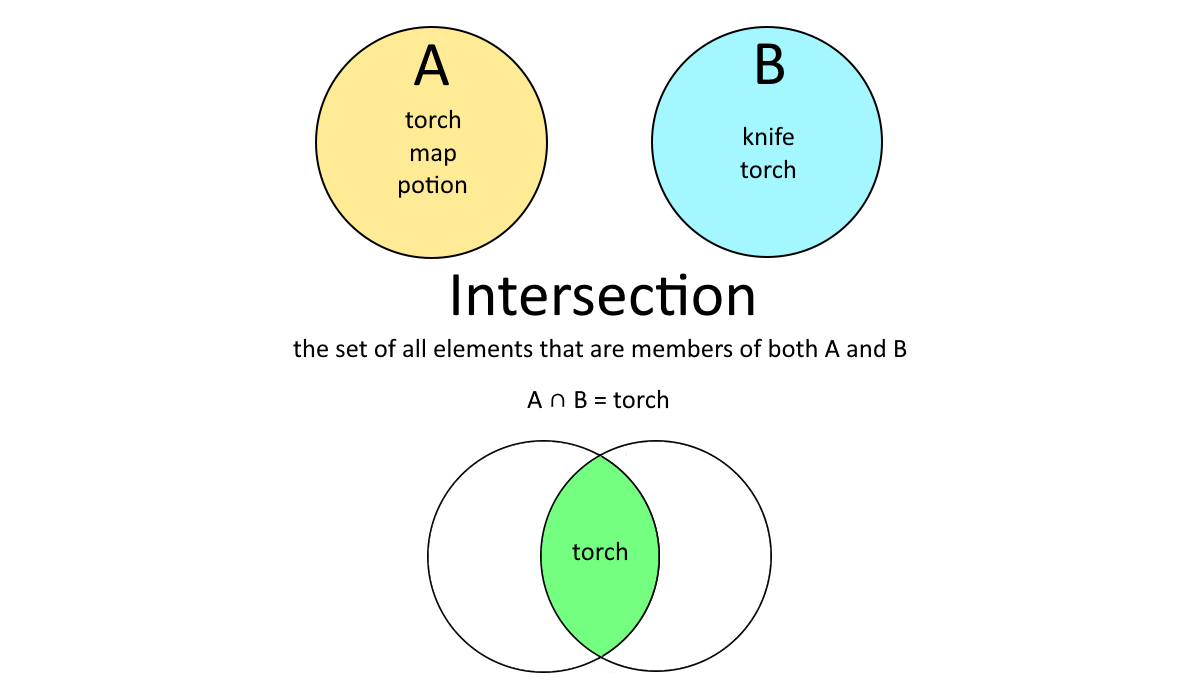 A
torch
map
potion
B
knife
torch
Intersection
the set of all elements that are members of both A and B
A ∩ B = torch
torch